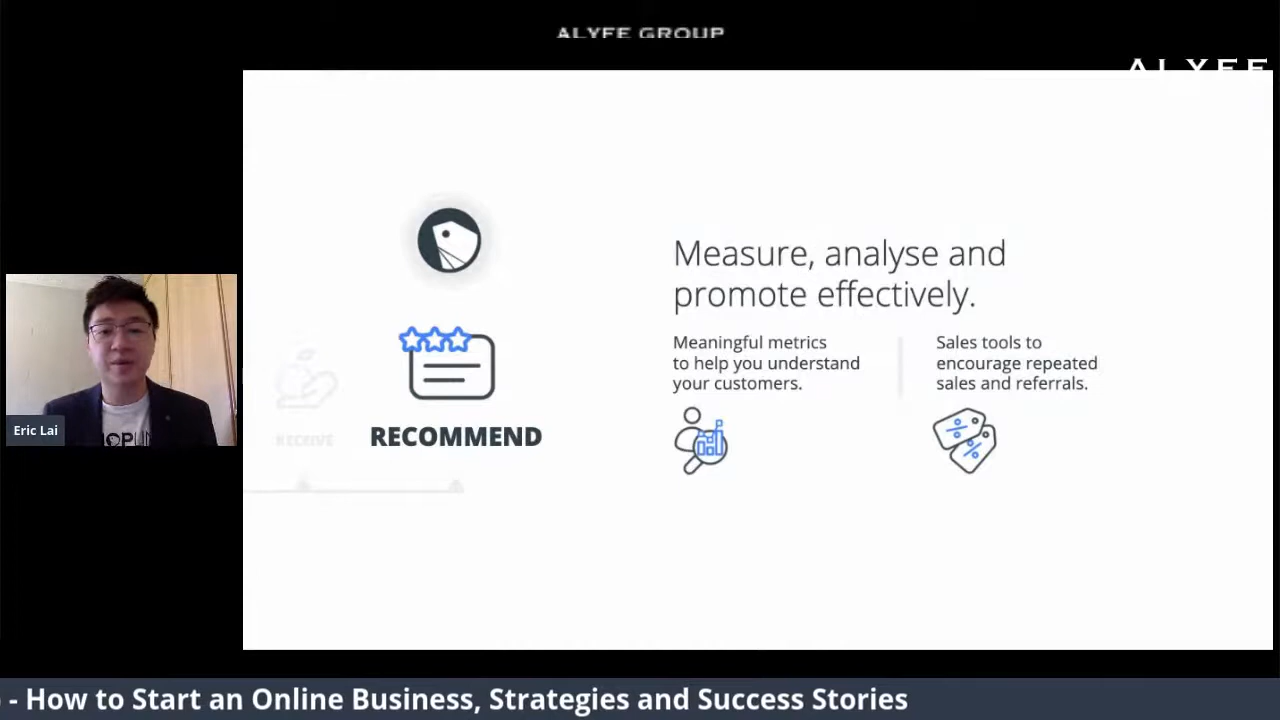 ALYFE GROUP
ALYFE
Measure, analyse and
promote effectively.
Meaningful metrics
to help you understand
your customers.
Sales tools to
encourage repeated
sales and referrals.
RECEIVE
RECOMMEND
Eric Lai
- How to Start an Online Business, Strategies and Success Stories